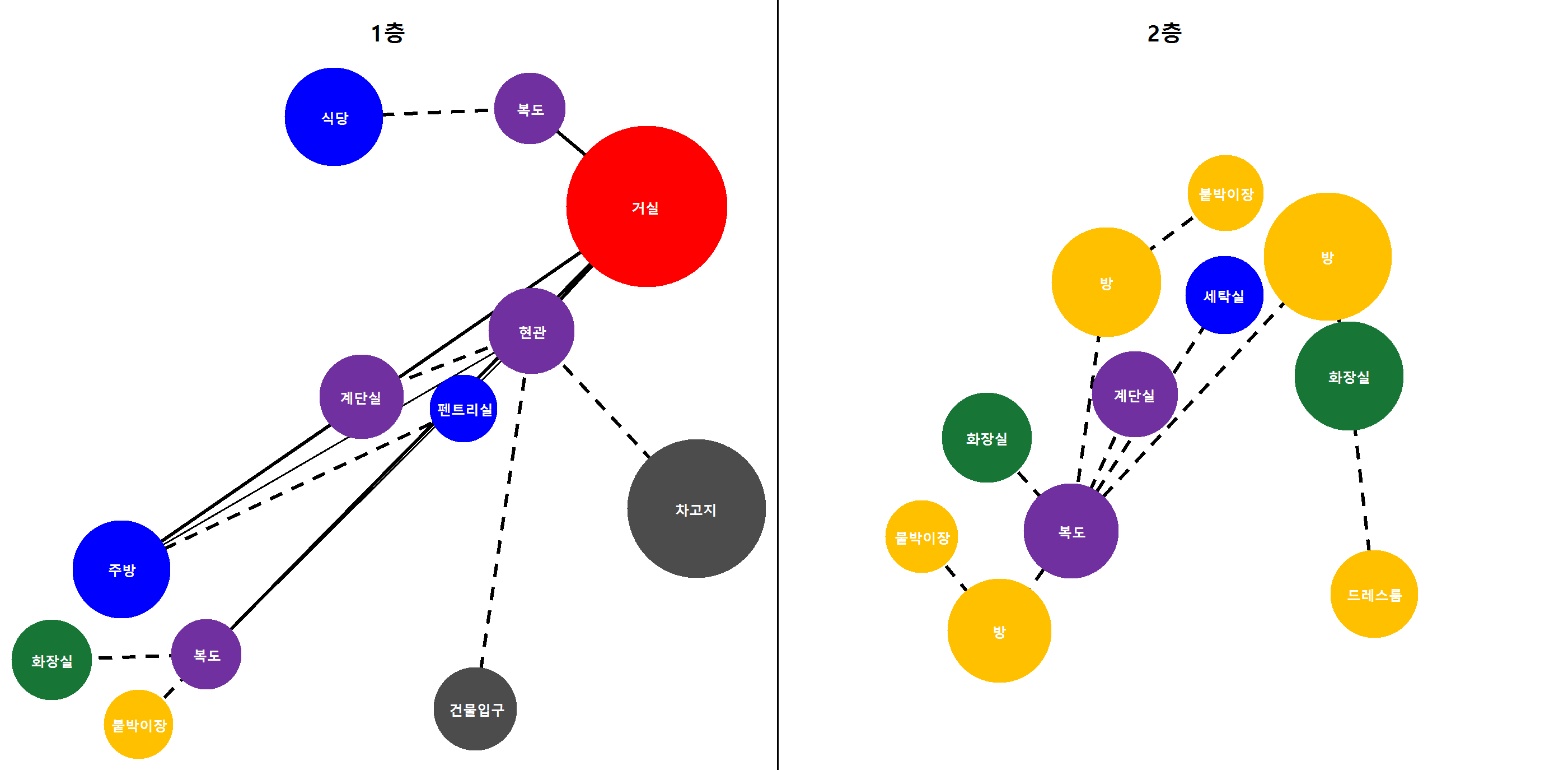 1층
식당
복도
거실
현관
계단실
펜트리실
차고지
주방
화장실
복도
붙박이장
건물입구
2층
붙박이장
방
방
세탁실
화장실
계단실
화장실
복도
붙박이장
방
드레스룸